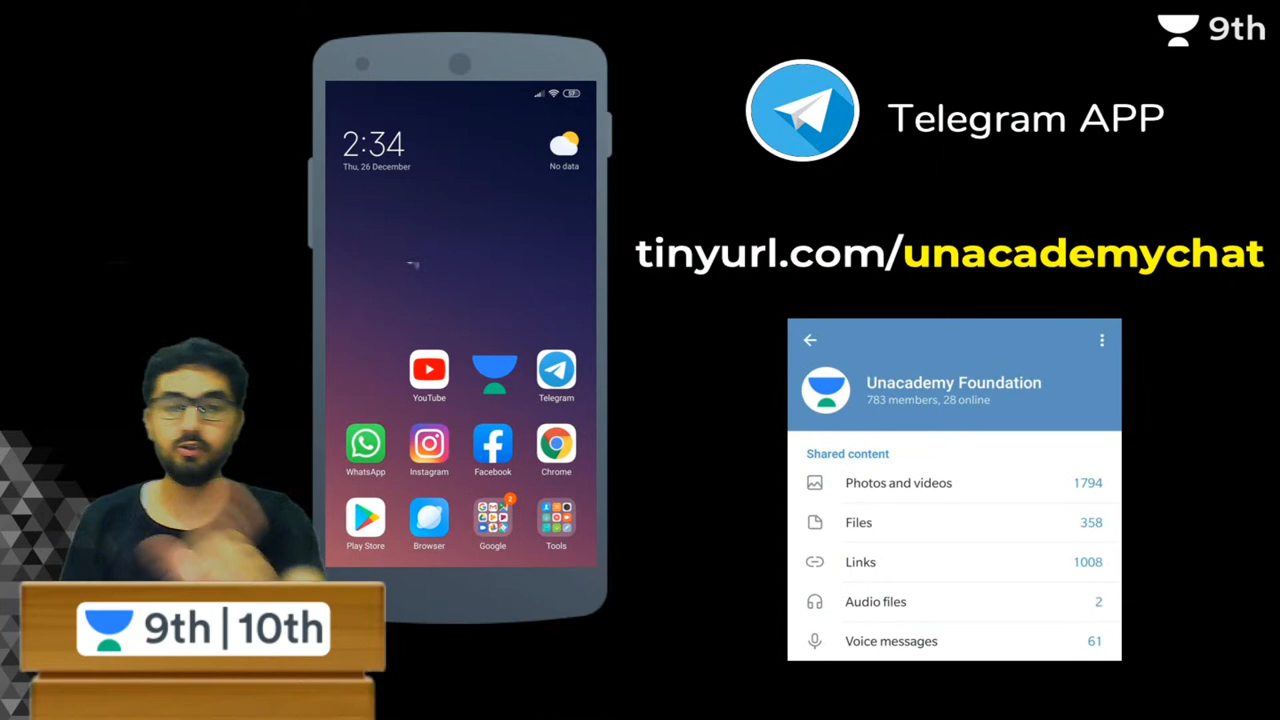 9th
Telegram APP
tinyurl.com/unacademychat
2:34
Thu, 26 December
No data
YouTube
Telegram
WhatsApp
Instagram
Facebook
Chrome
Play Store
Browser
2
Google
Tools
Unacademy Foundation
783 members, 28 online
Shared content
Photos and videos 1794
Files 358
Links 1008
Audio files 2
Voice messages 61
9th|10th